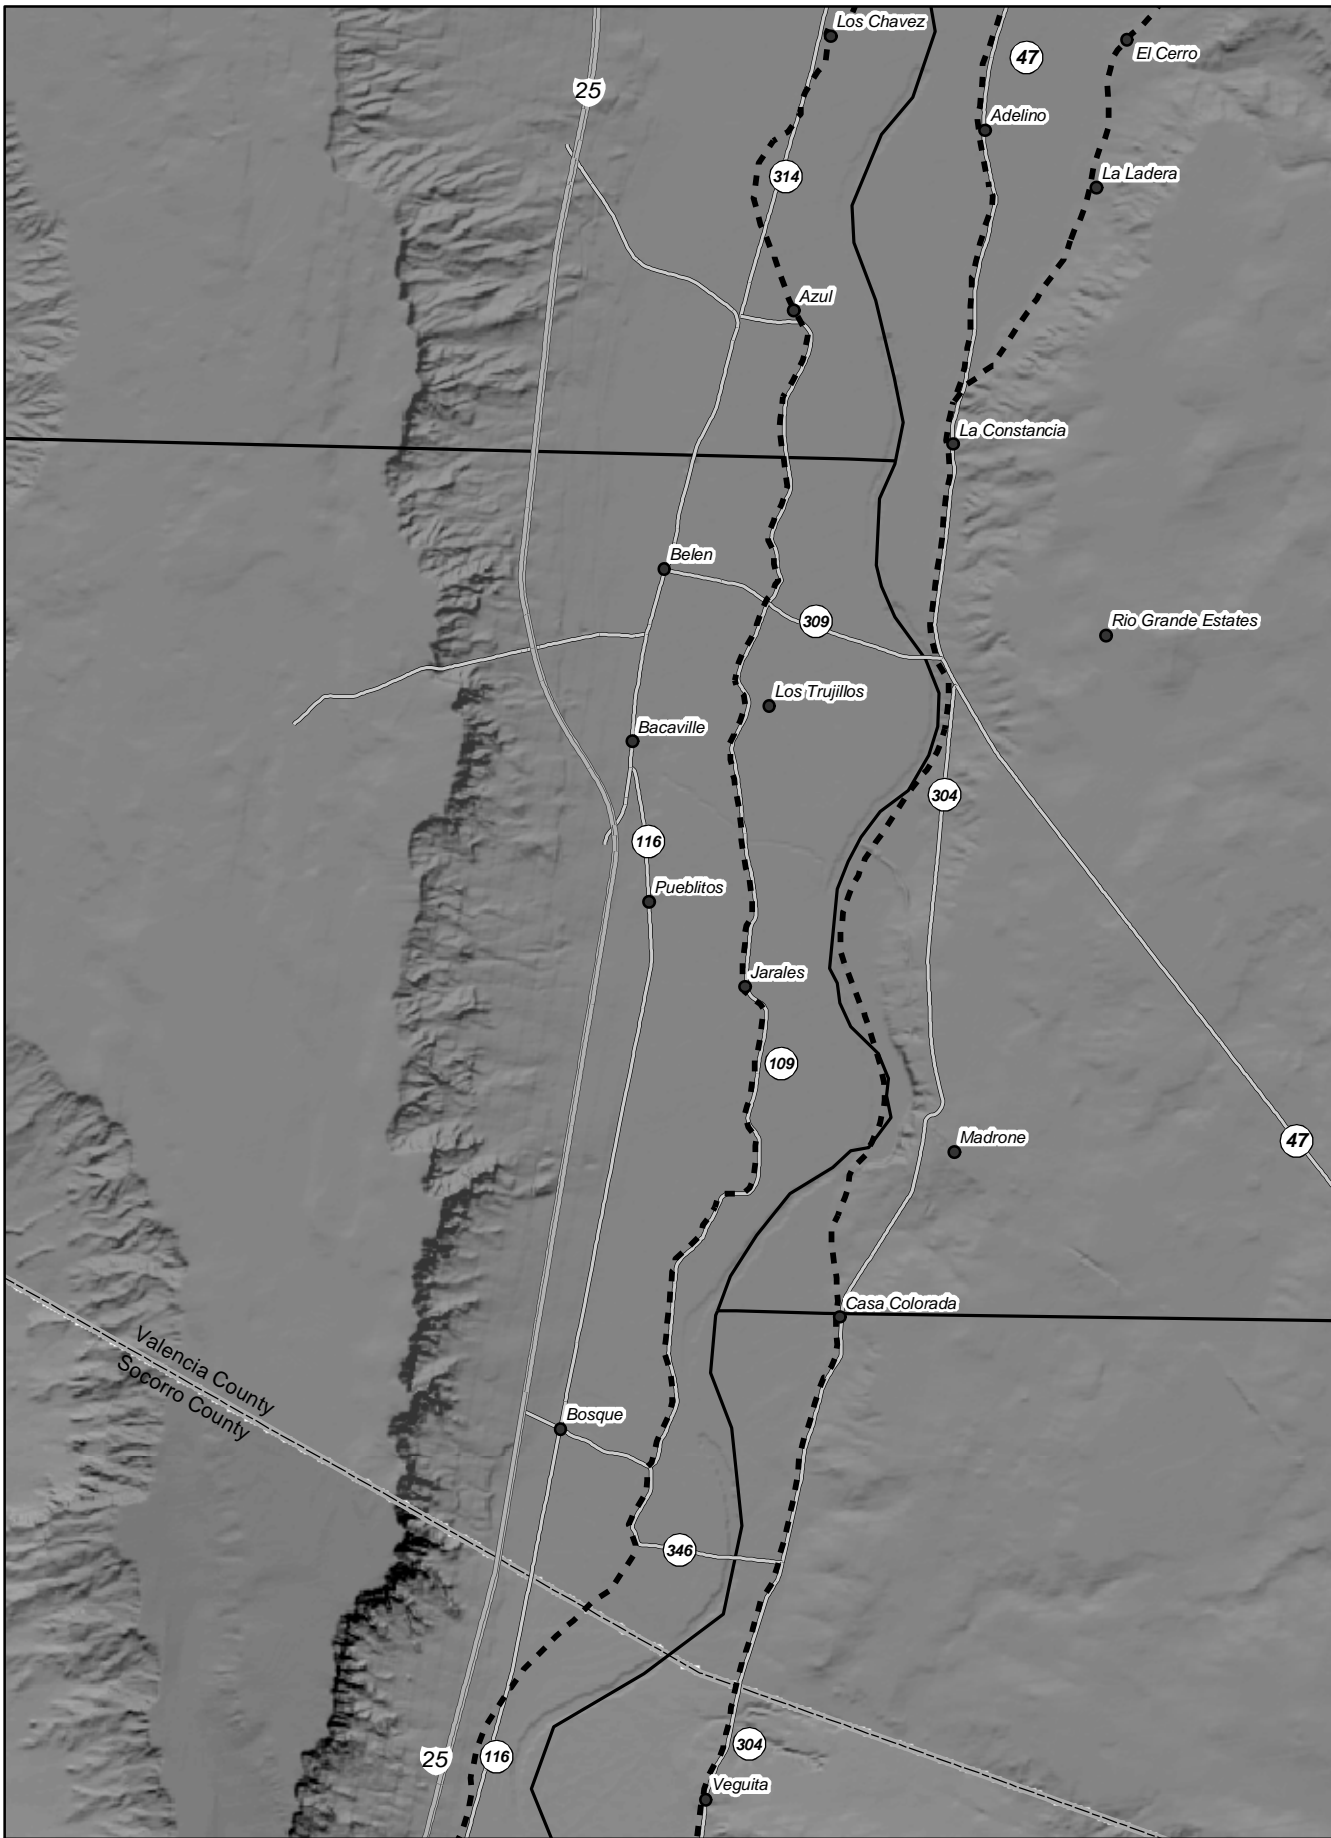 Los Chavez
El Cerro
47
25
Adelino
La Ladera
314
Azul
La Constancia
Belen
309
Rio Grande Estates
Los Trujillos
Bacaville
304
116
Pueblitos
Jarales
109
Madrone
47
Casa Colorada
Valencia County
Socorro County
Bosque
346
304
25
116
Veguita